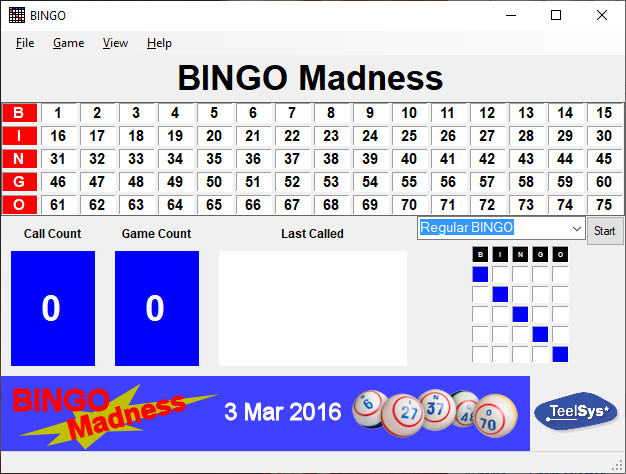 BINGO
File Game View Help
BINGO Madness
B 1 2 3 4 5 6 7 8 9 10 11 12 13 14 15
I 16 17 18 19 20 21 22 23 24 25 26 27 28 29 30
N 31 32 33 34 35 36 37 38 39 40 41 42 43 44 45
G 46 47 48 49 50 51 52 53 54 55 56 57 58 59 60
O 61 62 63 64 65 66 67 68 69 70 71 72 73 74 75
Call Count Game Count Last Called Regular BINGO Start
B I N G O
0 0
BINGO
Madness
3 Mar 2016
B 6 I 27 N 37 G 48 O 70
TeelSys*